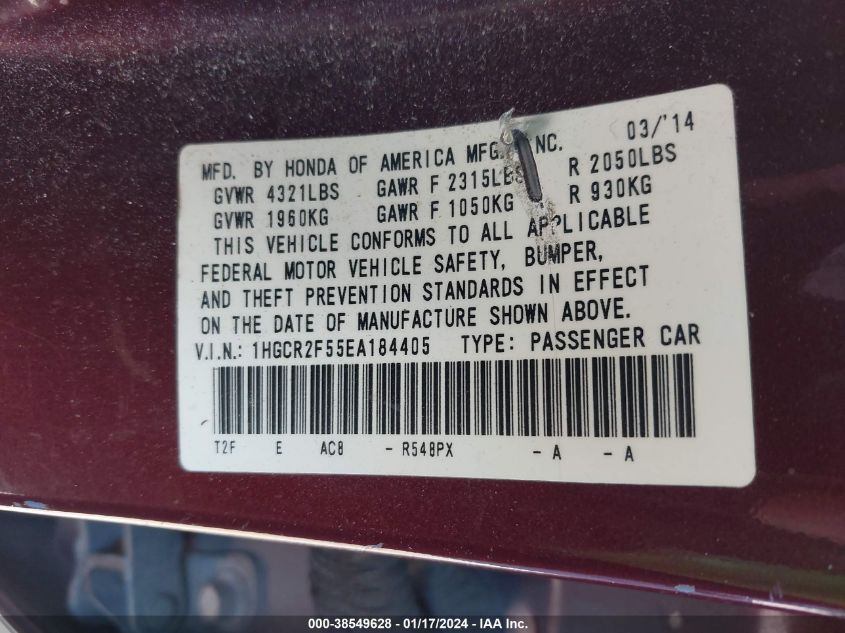 MFD. BY HONDA OF AMERICA MFG. INC. 03/'14
GVWR 4321LBS GAWR F 2315LBS R 2050LBS
GVWR 1960KG GAWR F 1050KG R 930KG
THIS VEHICLE CONFORMS TO ALL APPLICABLE
FEDERAL MOTOR VEHICLE SAFETY, BUMPER,
AND THEFT PREVENTION STANDARDS IN EFFECT
ON THE DATE OF MANUFACTURE SHOWN ABOVE.
V.I.N.: 1HGCR2F55EA184405 TYPE: PASSENGER CAR
T2F E AC8 - R548PX - A - A
000-38549628 - 01/17/2024 - IAA Inc.